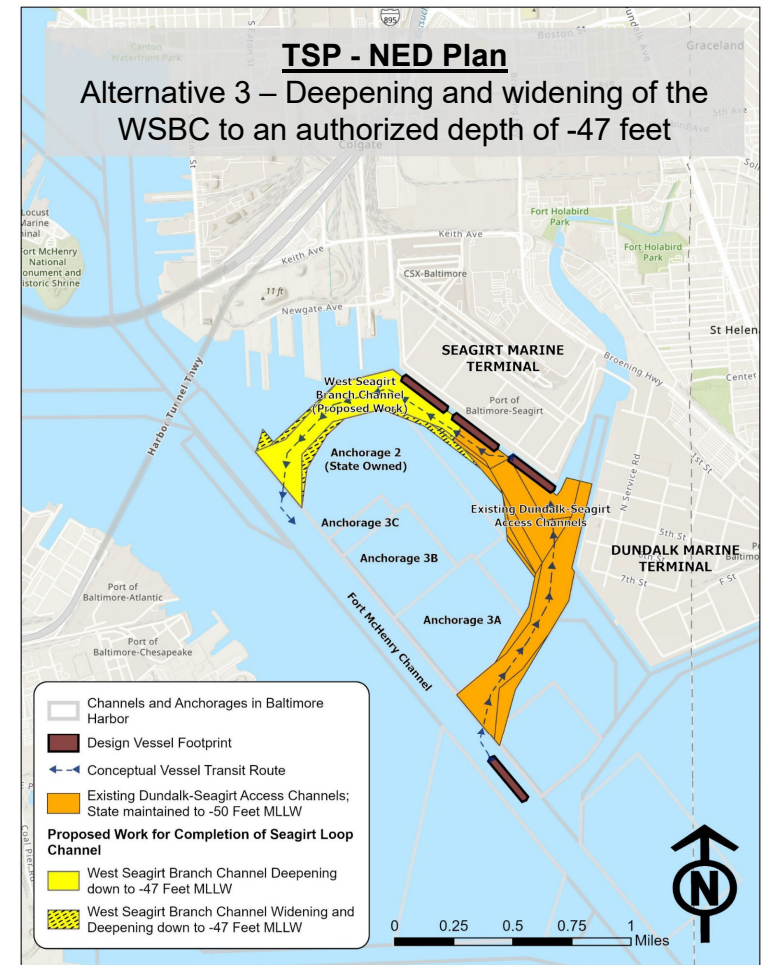 895
TSP - NED Plan
Alternative 3 – Deepening and widening of the
WSBC to an authorized depth of -47 feet
Canton
Waterfront Park
Boston St
Graceland
5th Ave
Colgate
Locust
Marine
Fort McHenry
National
Monument and
Historic Shrine
Keith Ave
Keith Ave
Fort Holabird
Park
Fort Holabird
Park
CSX-Baltimore
11 ft
Newgate Ave
St Helen
Broening Hwy
Center
SEAGIRT MARINE
TERMINAL
Harbor Tunnel Thwy
West Seagirt
Branch Channel
(Proposed Work)
Port of
Baltimore-Seagirt
Anchorage 2
(State Owned)
1st St
N Service Rd
Existing Dundalk-Seagirt
Access Channels
Anchorage 3C
5th St
DUNDALK MARINE
TERMINAL
Anchorage 3B
7th St
F St
Port of
Baltimore-Atlantic
Anchorage 3A
Fort McHenry Channel
Port of
Baltimore-Chesapeake
Channels and Anchorages in Baltimore
Harbor
Design Vessel Footprint
Conceptual Vessel Transit Route
Existing Dundalk-Seagirt Access Channels;
State maintained to -50 Feet MLLW
Proposed Work for Completion of Seagirt Loop
Channel
West Seagirt Branch Channel Deepening
down to -47 Feet MLLW
West Seagirt Branch Channel Widening and
Deepening down to -47 Feet MLLW
Coal Pier Rd
N
0 0.25 0.5 0.75 1
Miles